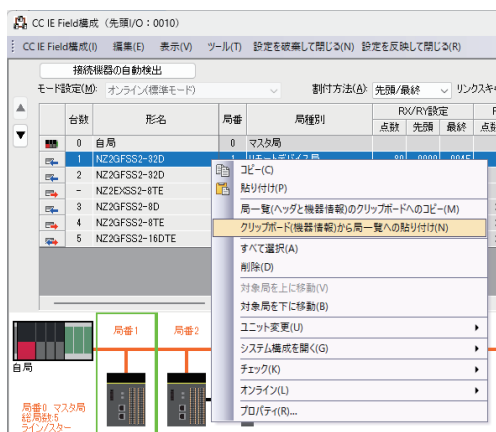 CC IE Field構成（先頭I/O：0010）
CC IE Field構成(I) 編集(E) 表示(V) ツール(T) 設定を破棄して閉じる(N) 設定を反映して閉じる(R)
接続機器の自動検出
モード設定(M): オンライン(標準モード) 割付方法(A): 先頭/最終 リンクスキ
台数 形名 局番 局種別 RX/RY設定
点数 先頭 最終 点数
0 自局 0 マスタ局
1 NZ2GFSS2-32D 1 リモートデバイス局 80 0000 004F
2 NZ2GFSS2-32D
- NZ2EXSS2-8TE
3 NZ2GFSS2-8D
4 NZ2GFSS2-8TE
5 NZ2GFSS2-16DTE
コピー(C)
貼り付け(P)
局一覧(ヘッダと機器情報)のクリップボードへのコピー(M)
クリップボード(機器情報)から局一覧への貼り付け(N)
すべて選択(A)
削除(D)
対象局を上に移動(V)
対象局を下に移動(B)
ユニット変更(U)
システム構成を開く(G)
チェック(K)
オンライン(L)
プロパティ(R)...
局番1 局番2
自局
局番0 マスタ局
総局数:5
ライン/スター